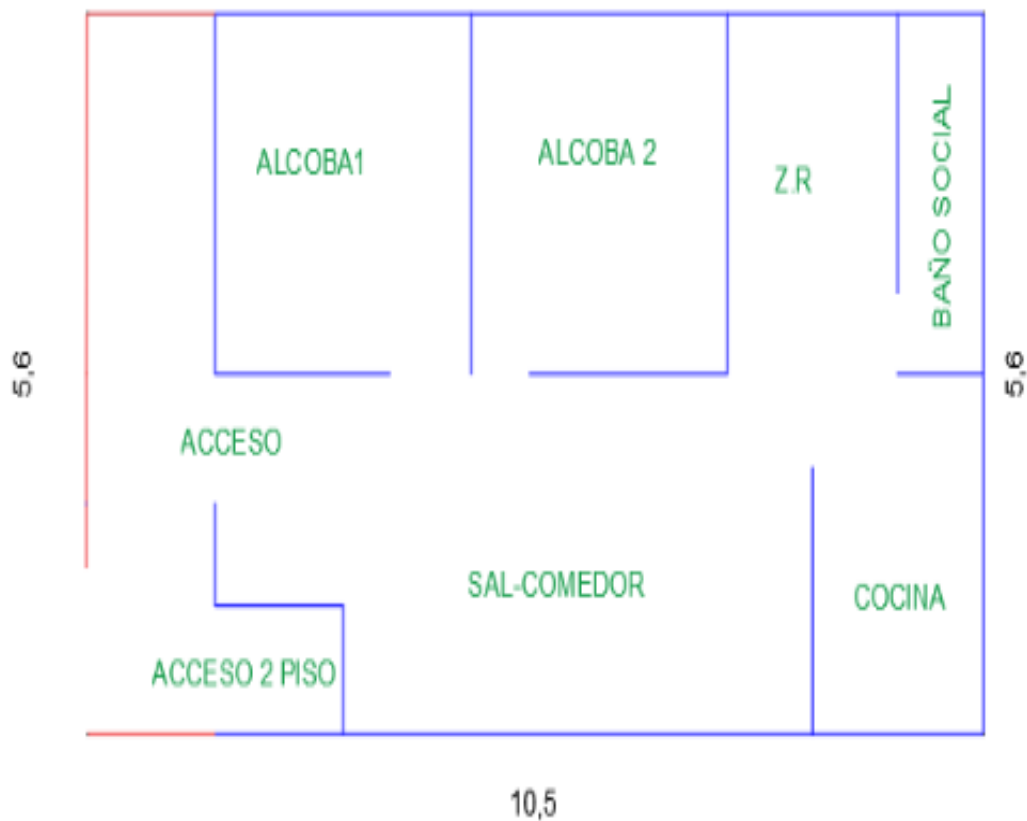 ALCOBA1
ALCOBA 2
Z.R
BAÑO SOCIAL
5,6
5,6
ACCESO
SAL-COMEDOR
COCINA
ACCESO 2 PISO
10,5